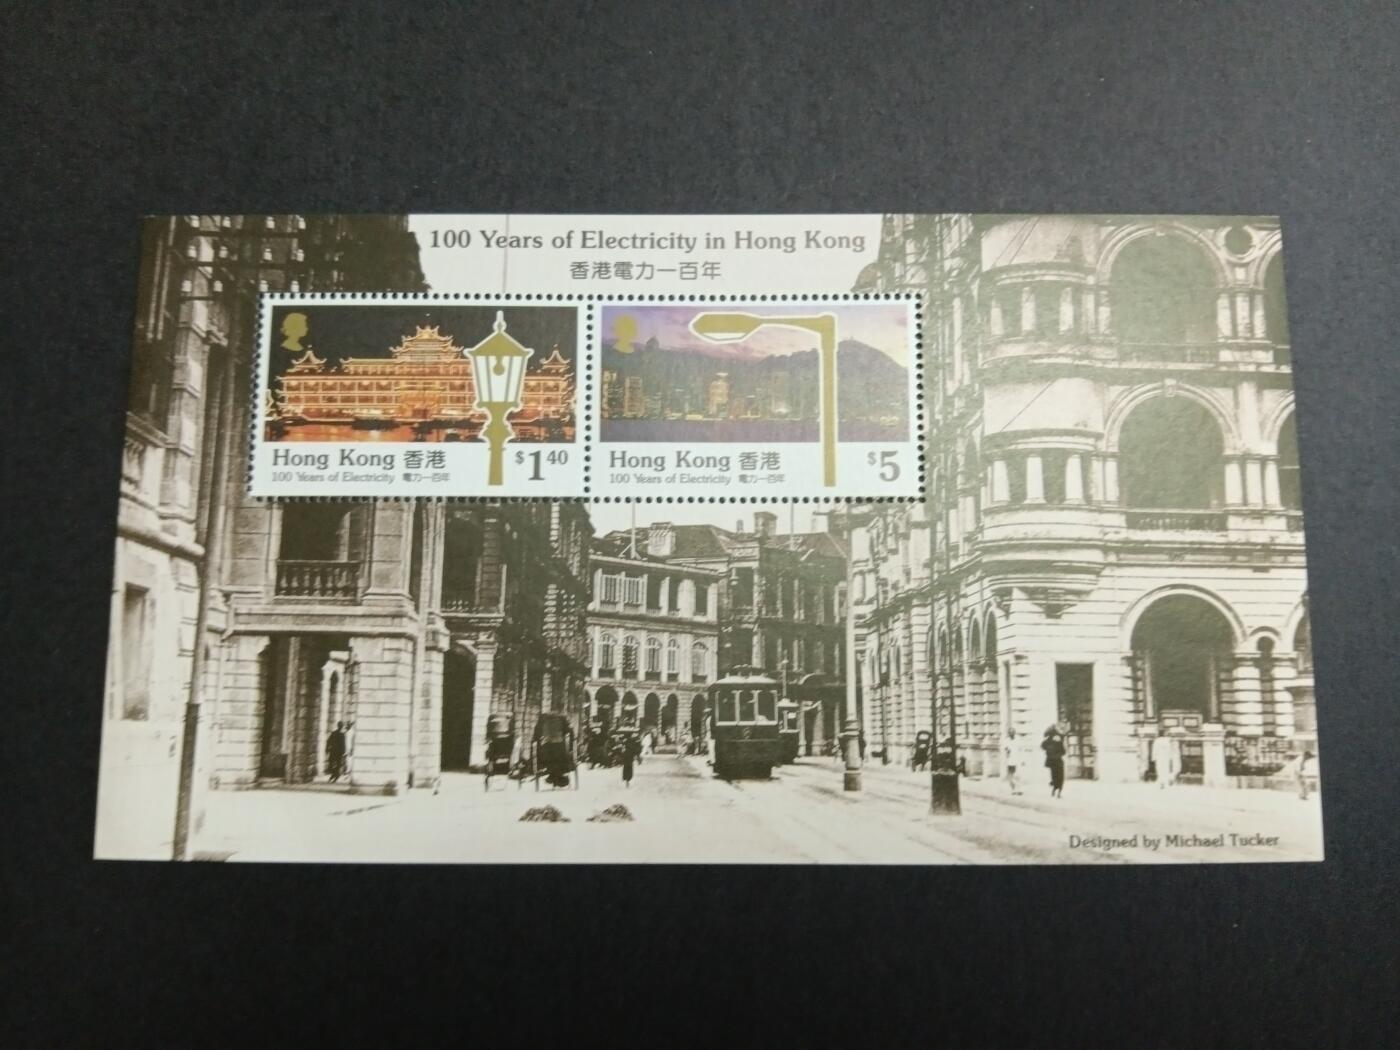 100 Years of Electricity in Hong Kong
香港電力一百年
Hong Kong 香港
100 Years of Electricity 電力一百年
$1 40
Hong Kong 香港
100 Years of Electricity 電力一百年
$5
Designed by Michael Tucker